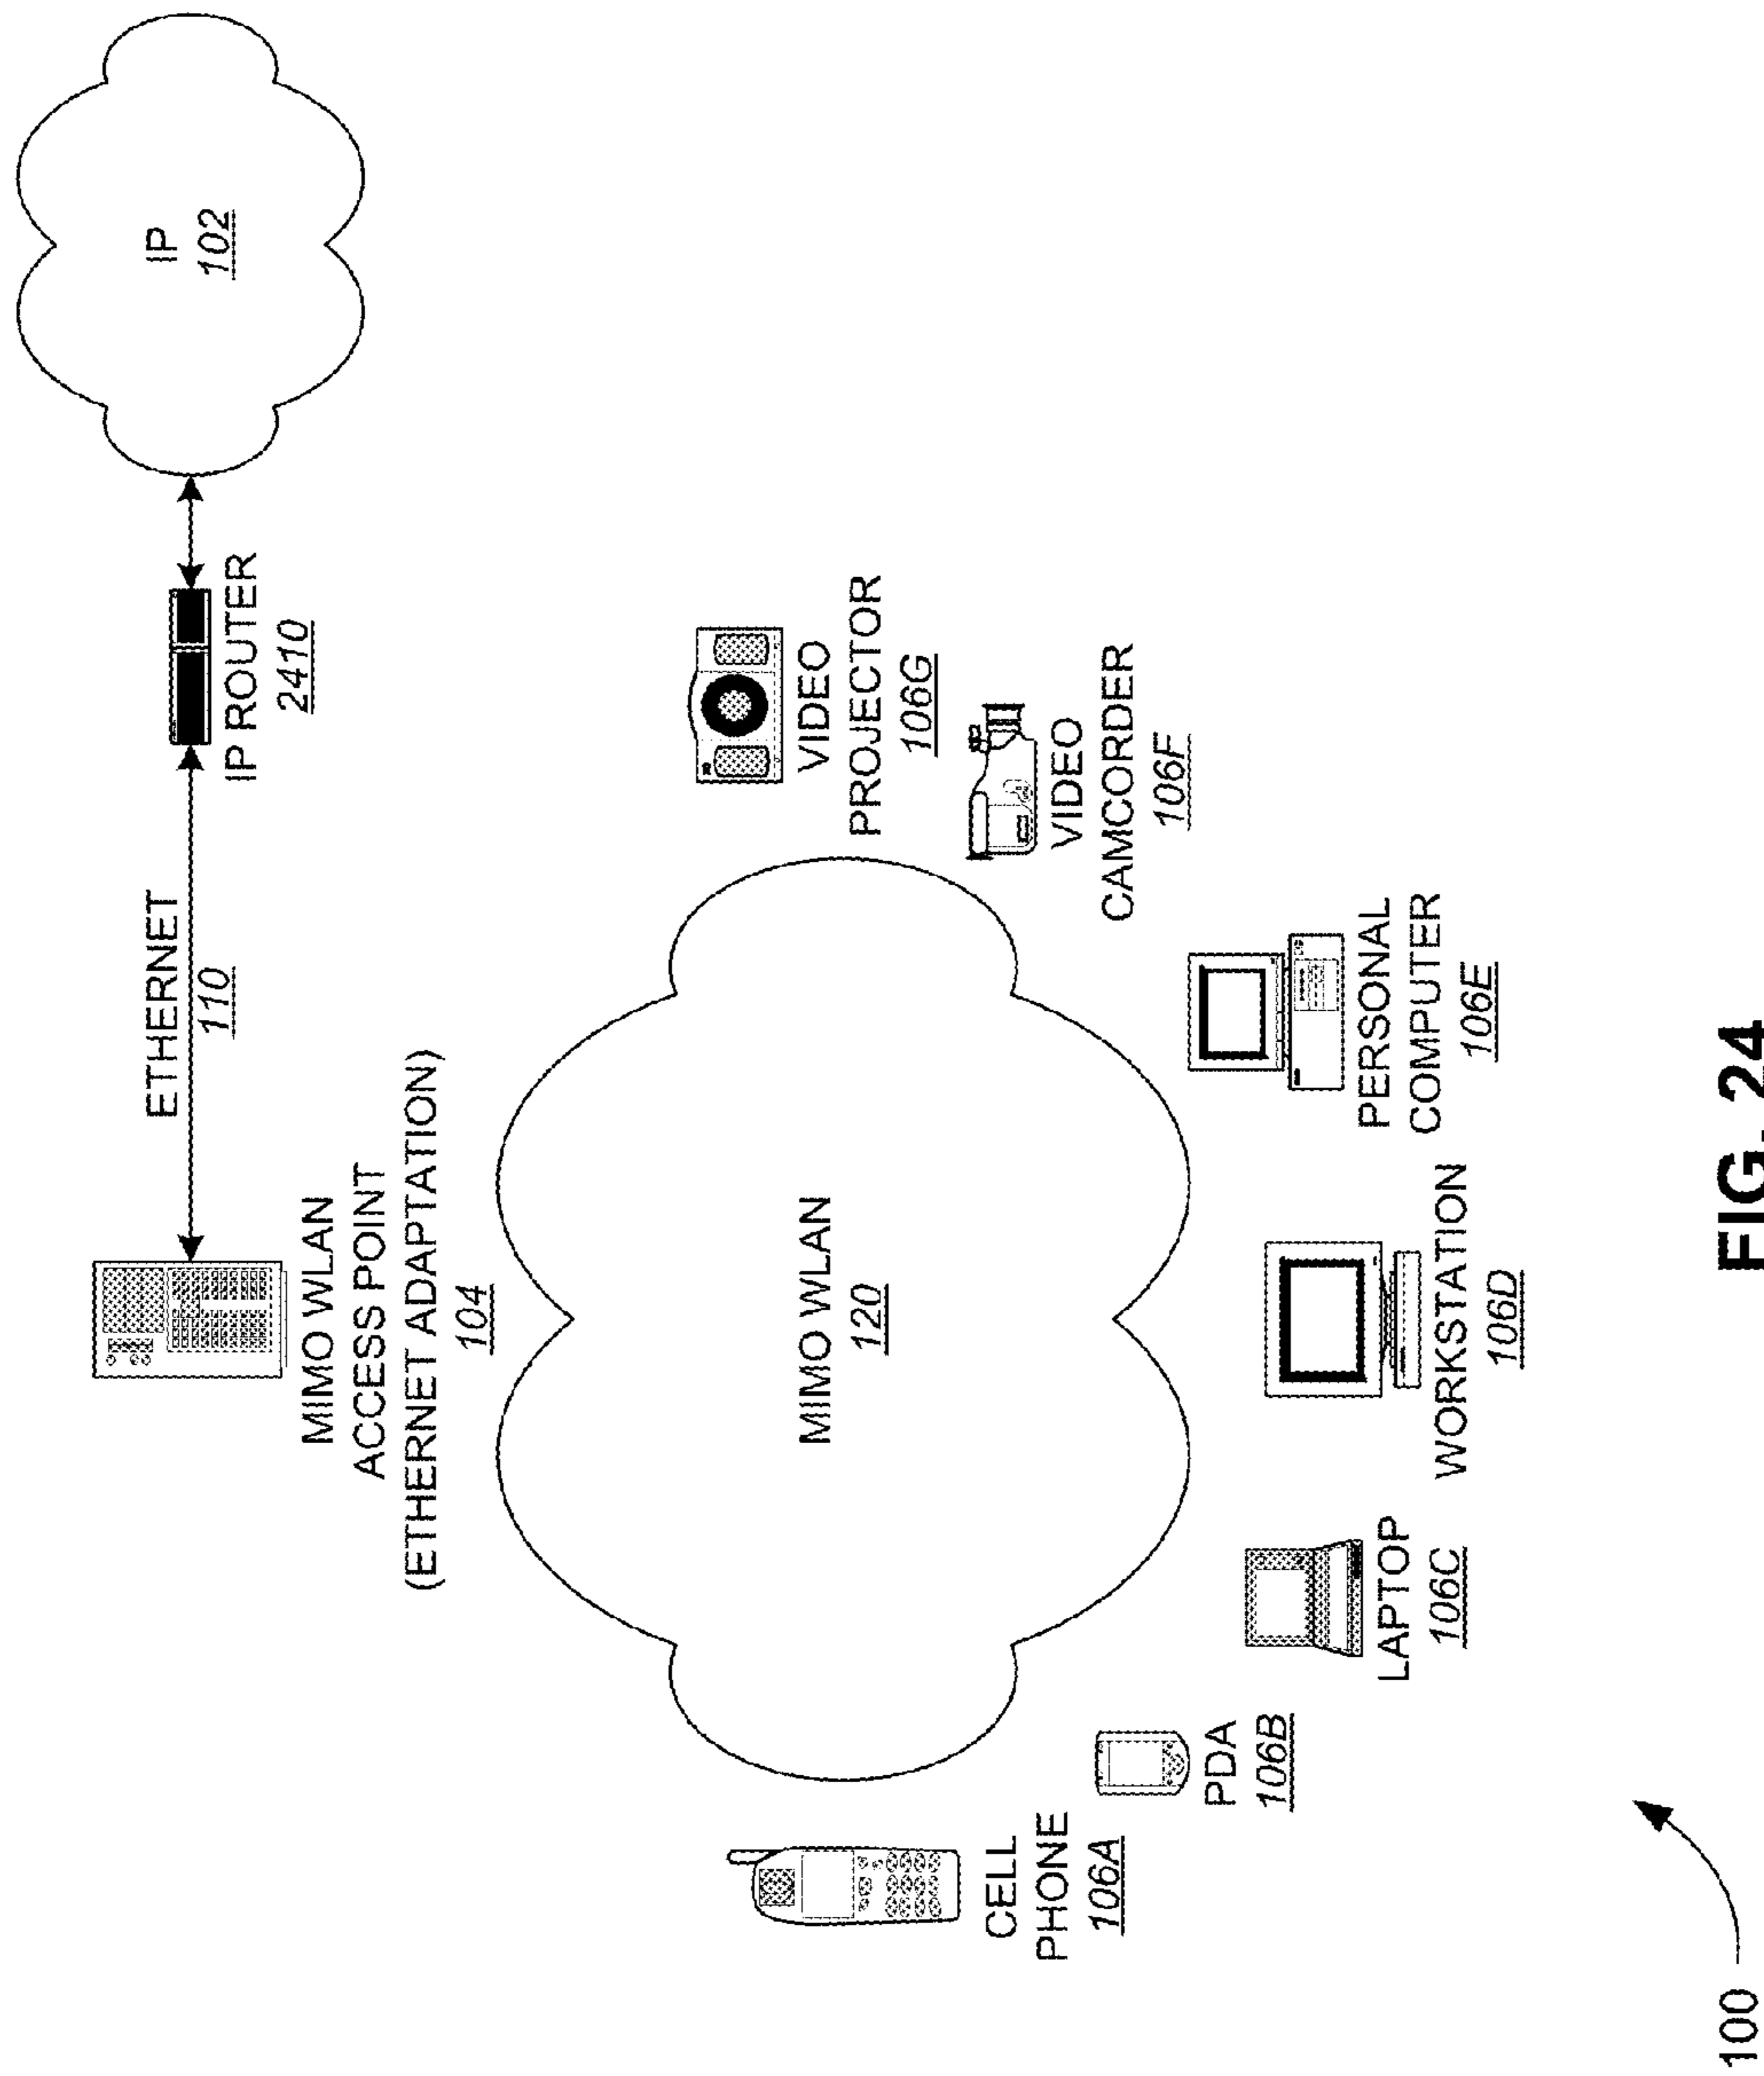 IP
102
ETHERNET
110
IP ROUTER
2410
MIMO WLAN
ACCESS POINT
(ETHERNET ADAPTATION)
104
MIMO WLAN
120
CELL
PHONE
106A
PDA
106B
LAPTOP
106C
WORKSTATION
106D
PERSONAL
COMPUTER
106E
VIDEO
CAMCORDER
106F
VIDEO
PROJECTOR
106G
100
FIG. 24